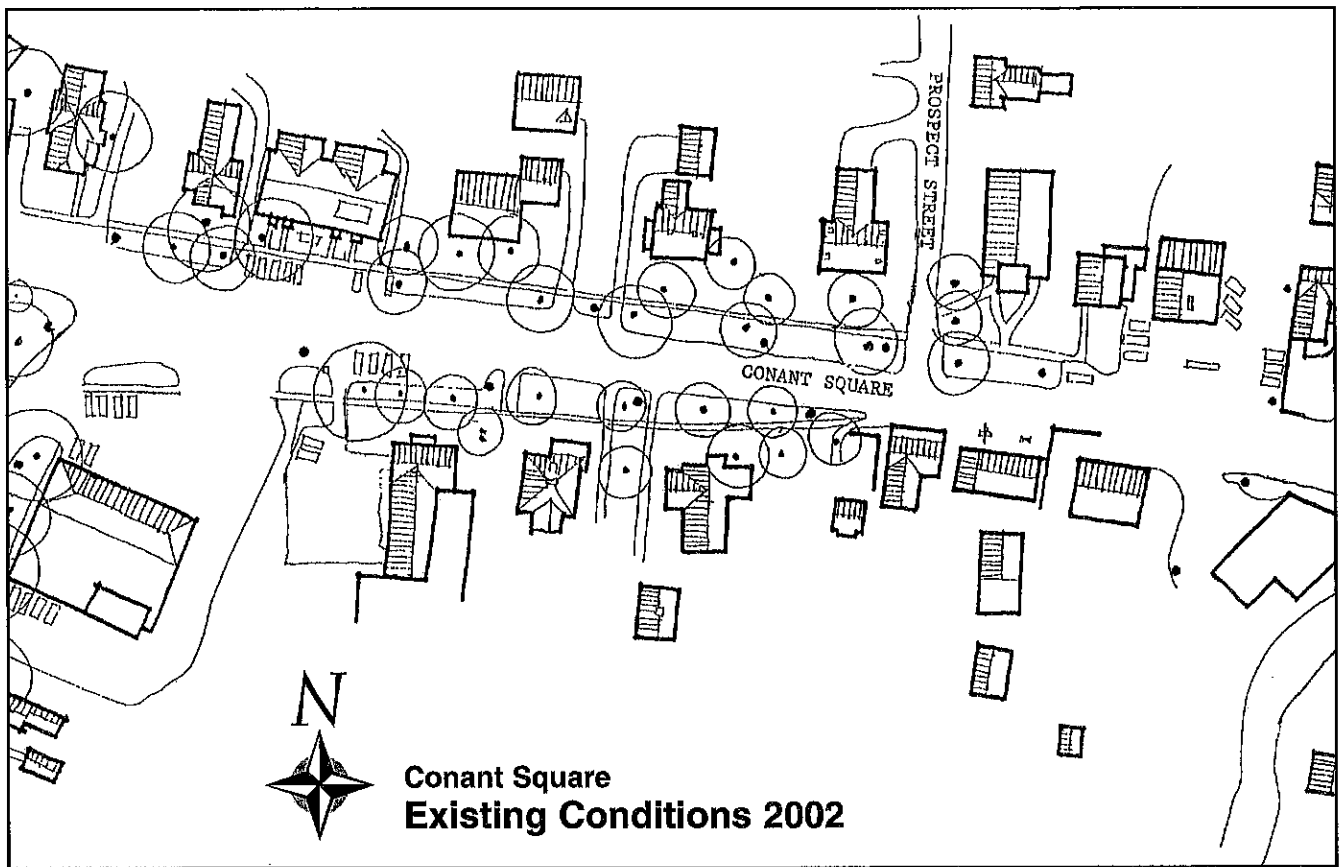 PROSPECT STREET
CONANT SQUARE
N
Conant Square
Existing Conditions 2002